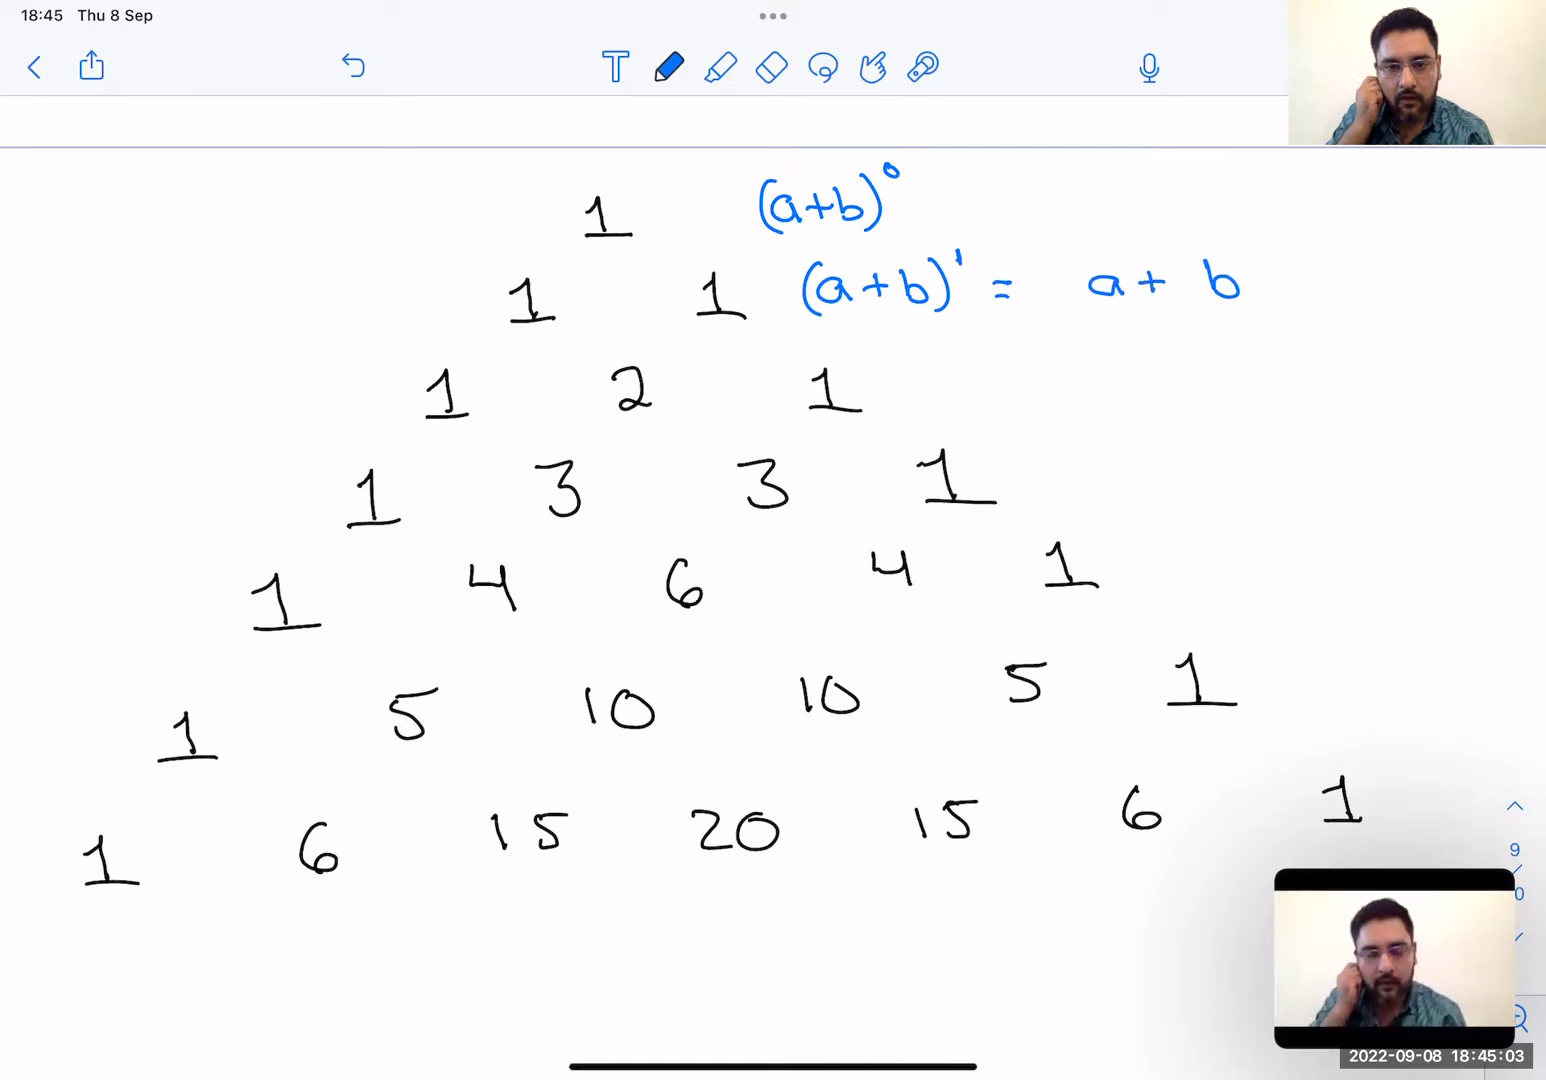 18:45 Thu 8 Sep
T
1 (a+b)⁰
1 1 (a+b)¹ = a + b
1 2 1
1 3 3 1
1 4 6 4 1
1 5 10 10 5 1
1 6 15 20 15 6 1
9
0
2022-09-08 18:45:03